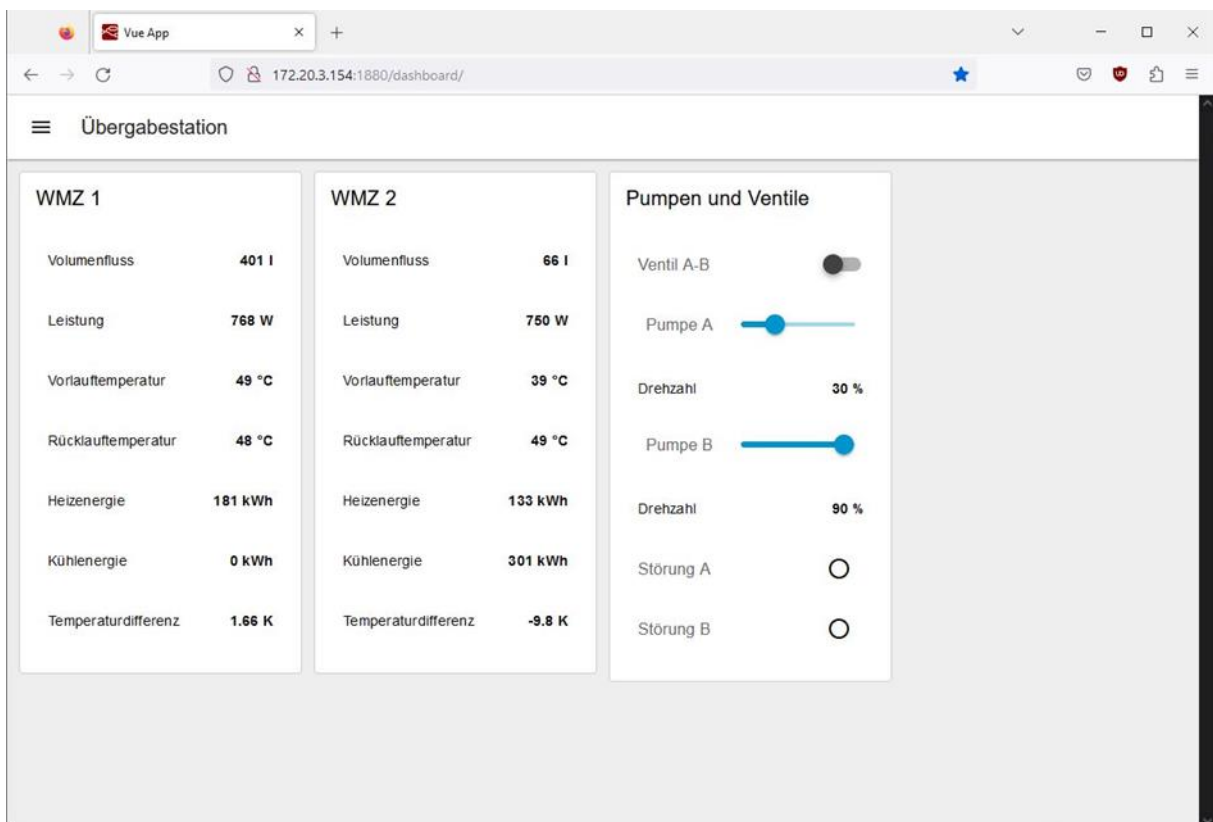 Vue App
172.20.3.154:1880/dashboard/
Übergabestation
WMZ 1
Volumenfluss 401 l
Leistung 768 W
Vorlauftemperatur 49 °C
Rücklauftemperatur 48 °C
Heizenergie 181 kWh
Kühlenergie 0 kWh
Temperaturdifferenz 1.66 K
WMZ 2
Volumenfluss 66 l
Leistung 750 W
Vorlauftemperatur 39 °C
Rücklauftemperatur 49 °C
Heizenergie 133 kWh
Kühlenergie 301 kWh
Temperaturdifferenz -9.8 K
Pumpen und Ventile
Ventil A-B
Pumpe A
Drehzahl 30 %
Pumpe B
Drehzahl 90 %
Störung A
Störung B